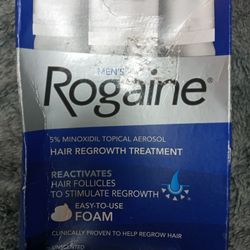 MEN'S
Rogaine®
5% MINOXIDIL TOPICAL AEROSOL
HAIR REGROWTH TREATMENT
REACTIVATES
HAIR FOLLICLES
TO STIMULATE REGROWTH
EASY-TO-USE
FOAM
CLINICALLY PROVEN TO HELP REGROW HAIR
UNSCENTED